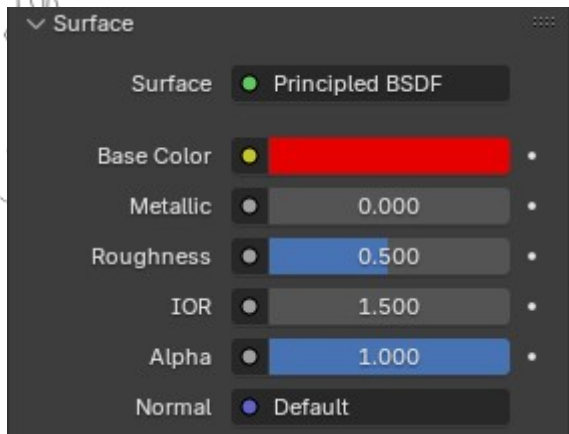 Surface
Surface Principled BSDF
Base Color
Metallic 0.000
Roughness 0.500
IOR 1.500
Alpha 1.000
Normal Default